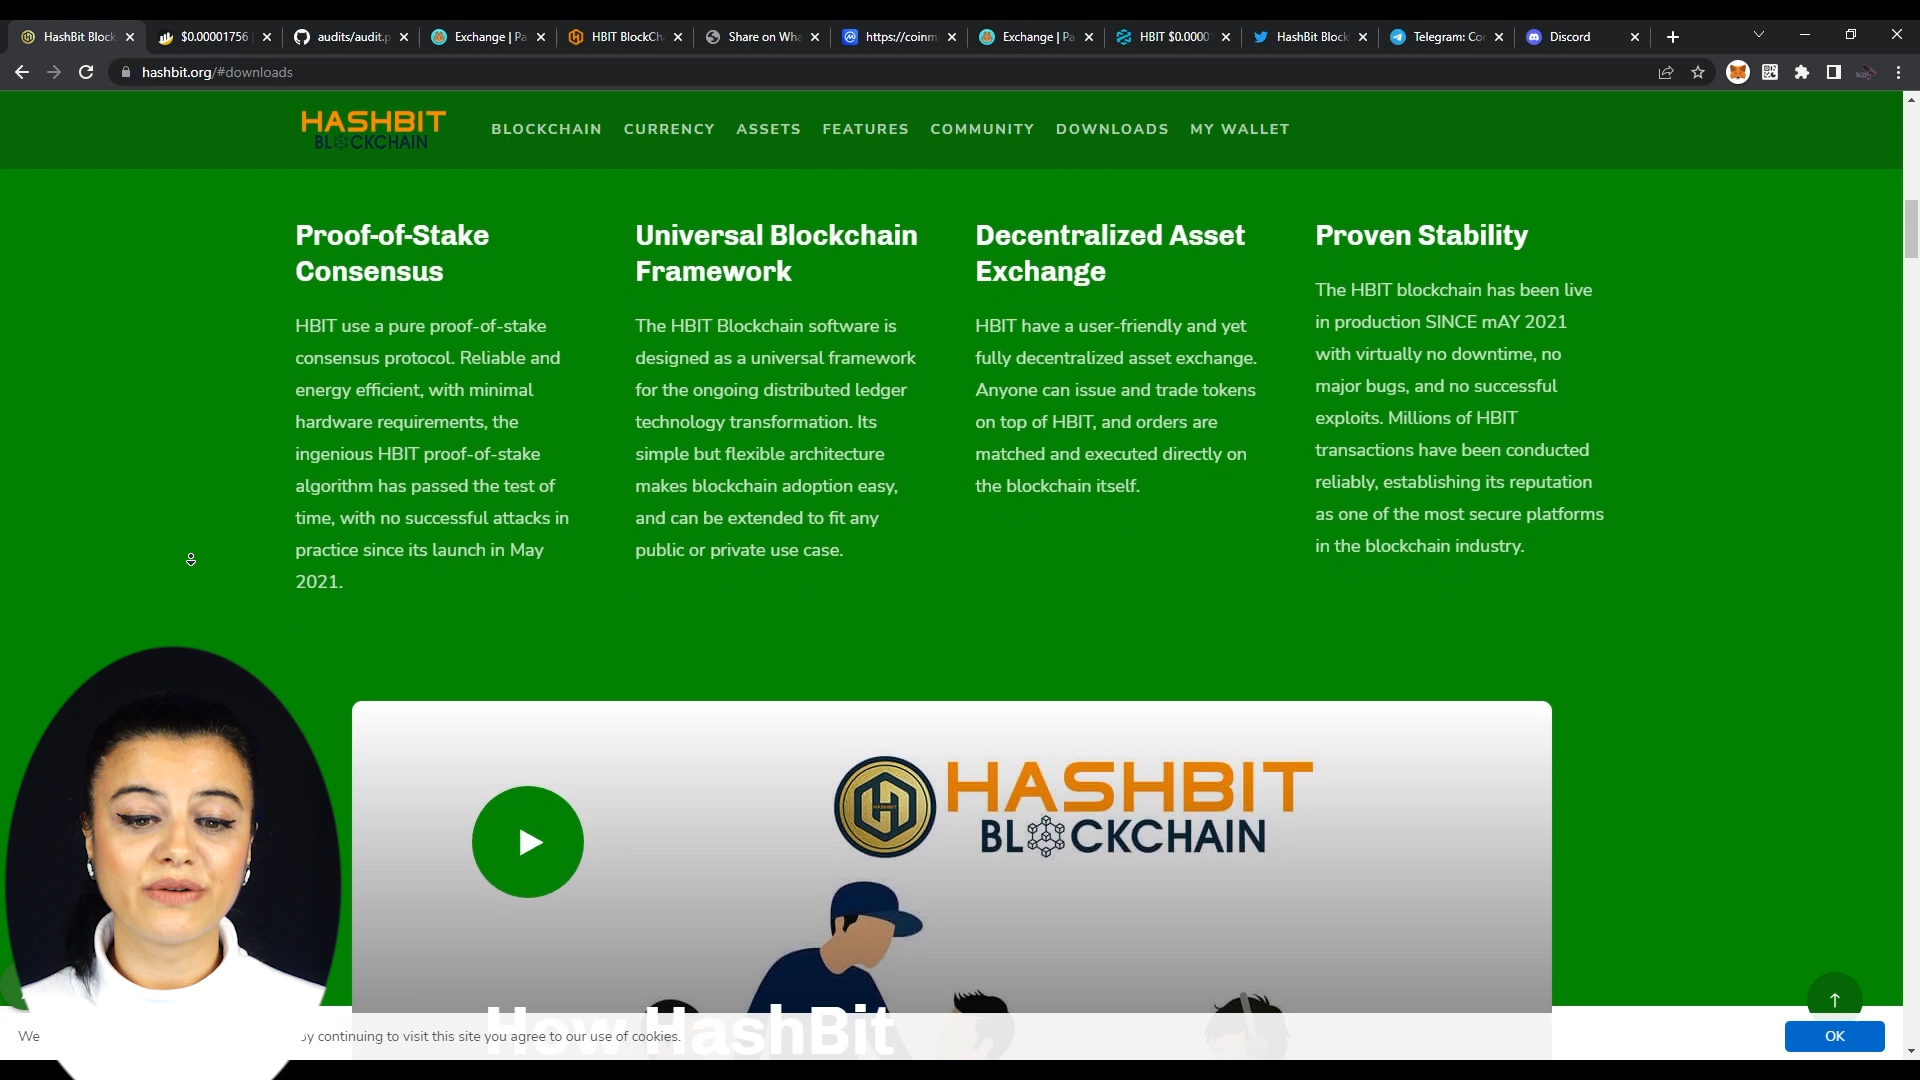 HashBit Block
$0.00001756
audits/audit.p
Exchange | Pa
HBIT BlockCh
Share on Wha
https://coinm
Exchange | Pa
HBIT $0.0000
HashBit Block
Telegram: Co
Discord
hashbit.org/#downloads
HASHBIT
BLOCKCHAIN
BLOCKCHAIN
CURRENCY
ASSETS
FEATURES
COMMUNITY
DOWNLOADS
MY WALLET
Proof-of-Stake
Consensus
HBIT use a pure proof-of-stake
consensus protocol. Reliable and
energy efficient, with minimal
hardware requirements, the
ingenious HBIT proof-of-stake
algorithm has passed the test of
time, with no successful attacks in
practice since its launch in May
2021.
Universal Blockchain
Framework
The HBIT Blockchain software is
designed as a universal framework
for the ongoing distributed ledger
technology transformation. Its
simple but flexible architecture
makes blockchain adoption easy,
and can be extended to fit any
public or private use case.
Decentralized Asset
Exchange
HBIT have a user-friendly and yet
fully decentralized asset exchange.
Anyone can issue and trade tokens
on top of HBIT, and orders are
matched and executed directly on
the blockchain itself.
Proven Stability
The HBIT blockchain has been live
in production SINCE mAY 2021
with virtually no downtime, no
major bugs, and no successful
exploits. Millions of HBIT
transactions have been conducted
reliably, establishing its reputation
as one of the most secure platforms
in the blockchain industry.
HASHBIT
BLOCKCHAIN
How HashBit
We
by continuing to visit this site you agree to our use of cookies.
OK